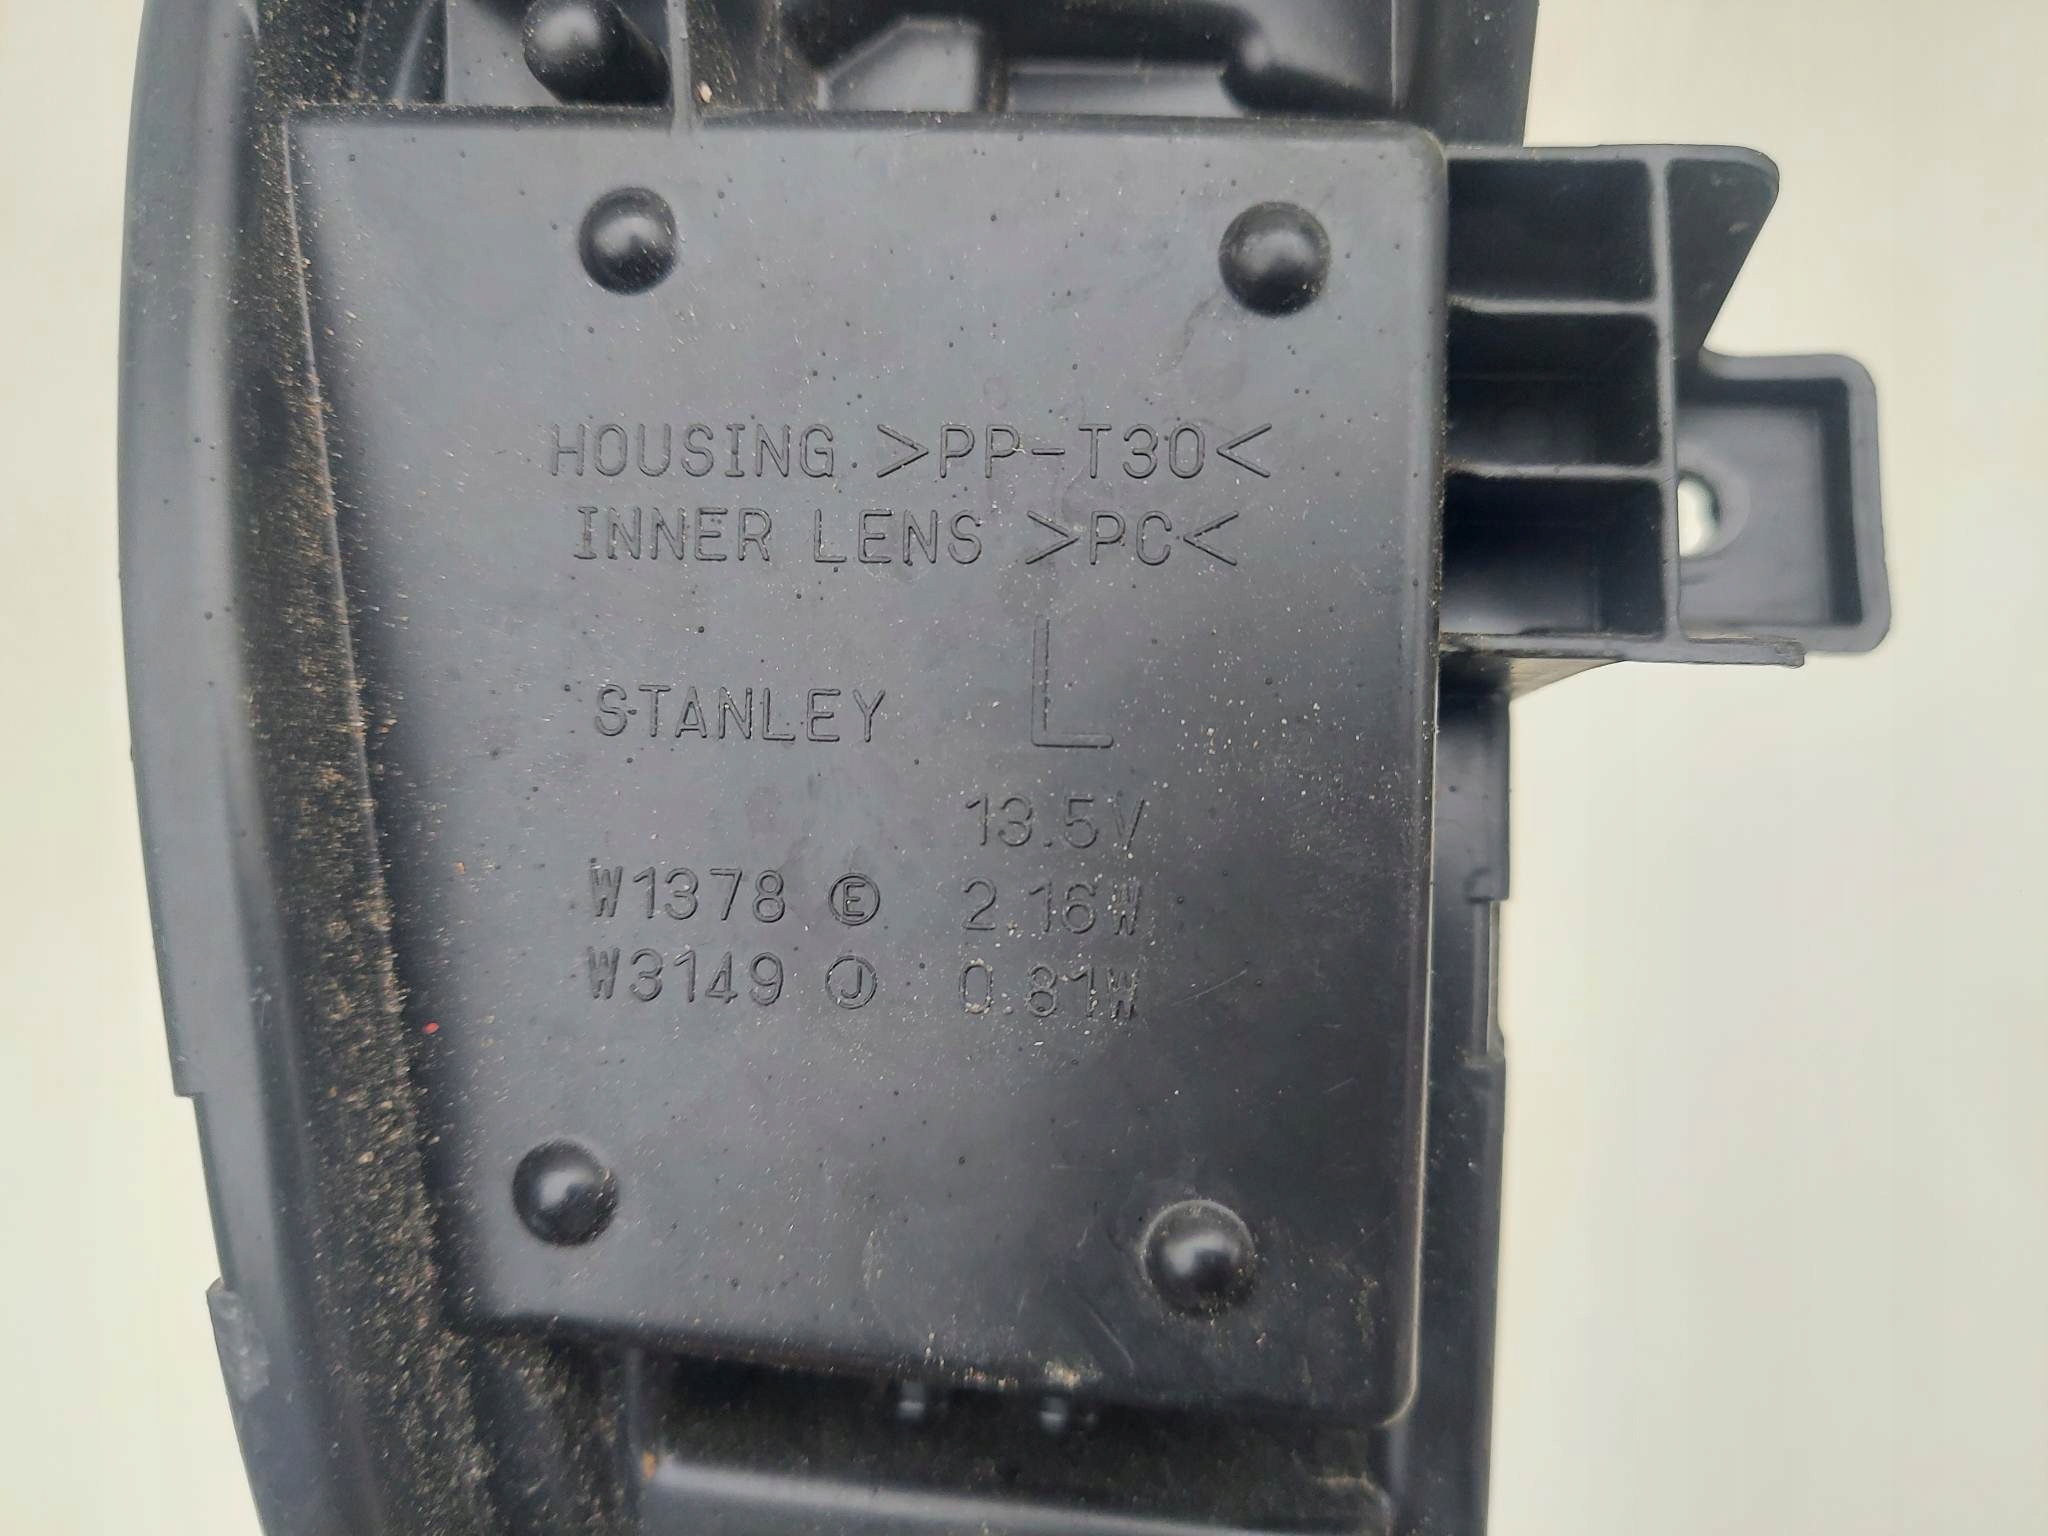 HOUSING >PP-T30<
INNER LENS >PC<
STANLEY L
13.5V
W1378 Ⓔ 2.16W
W3149 Ⓙ 0.81W